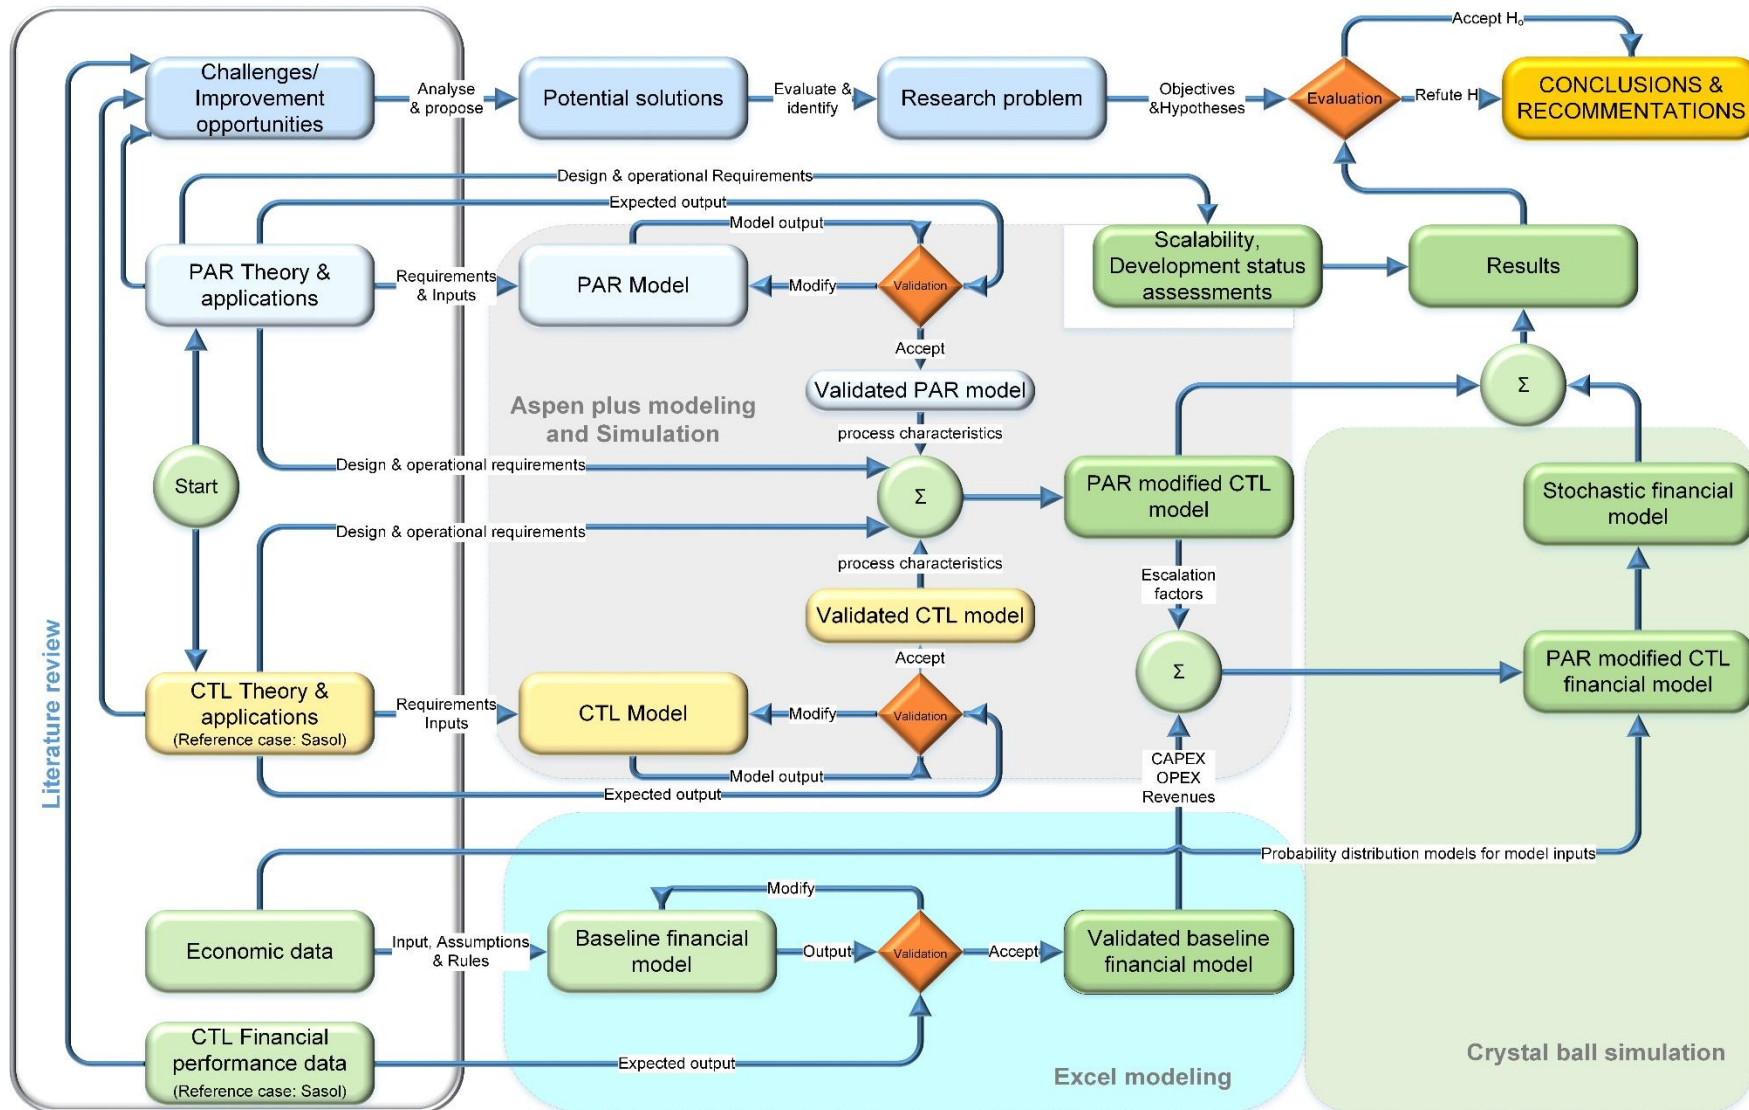 Accept Hₒ
Challenges/
Improvement
opportunities
Analyse
& propose
Potential solutions
Evaluate &
identify
Research problem
Objectives
&Hypotheses
Evaluation
Refute H
CONCLUSIONS &
RECOMMENTATIONS
Design & operational Requirements
Expected output
Model output
PAR Theory &
applications
Requirements
& Inputs
PAR Model
Modify
Validation
Scalability,
Development status
assessments
Results
Accept
Validated PAR model
Σ
Aspen plus modeling
and Simulation
process characteristics
Design & operational requirements
Start
Σ
PAR modified CTL
model
Stochastic financial
model
Design & operational requirements
process characteristics
Escalation
factors
Validated CTL model
Accept
Literature review
CTL Theory &
applications
(Reference case: Sasol)
Requirements
Inputs
CTL Model
Modify
Validation
Σ
PAR modified CTL
financial model
Model output
Expected output
CAPEX
OPEX
Revenues
Probability distribution models for model inputs
Modify
Economic data
Input, Assumptions
& Rules
Baseline financial
model
Output
Validation
Accept
Validated baseline
financial model
CTL Financial
performance data
(Reference case: Sasol)
Expected output
Excel modeling
Crystal ball simulation